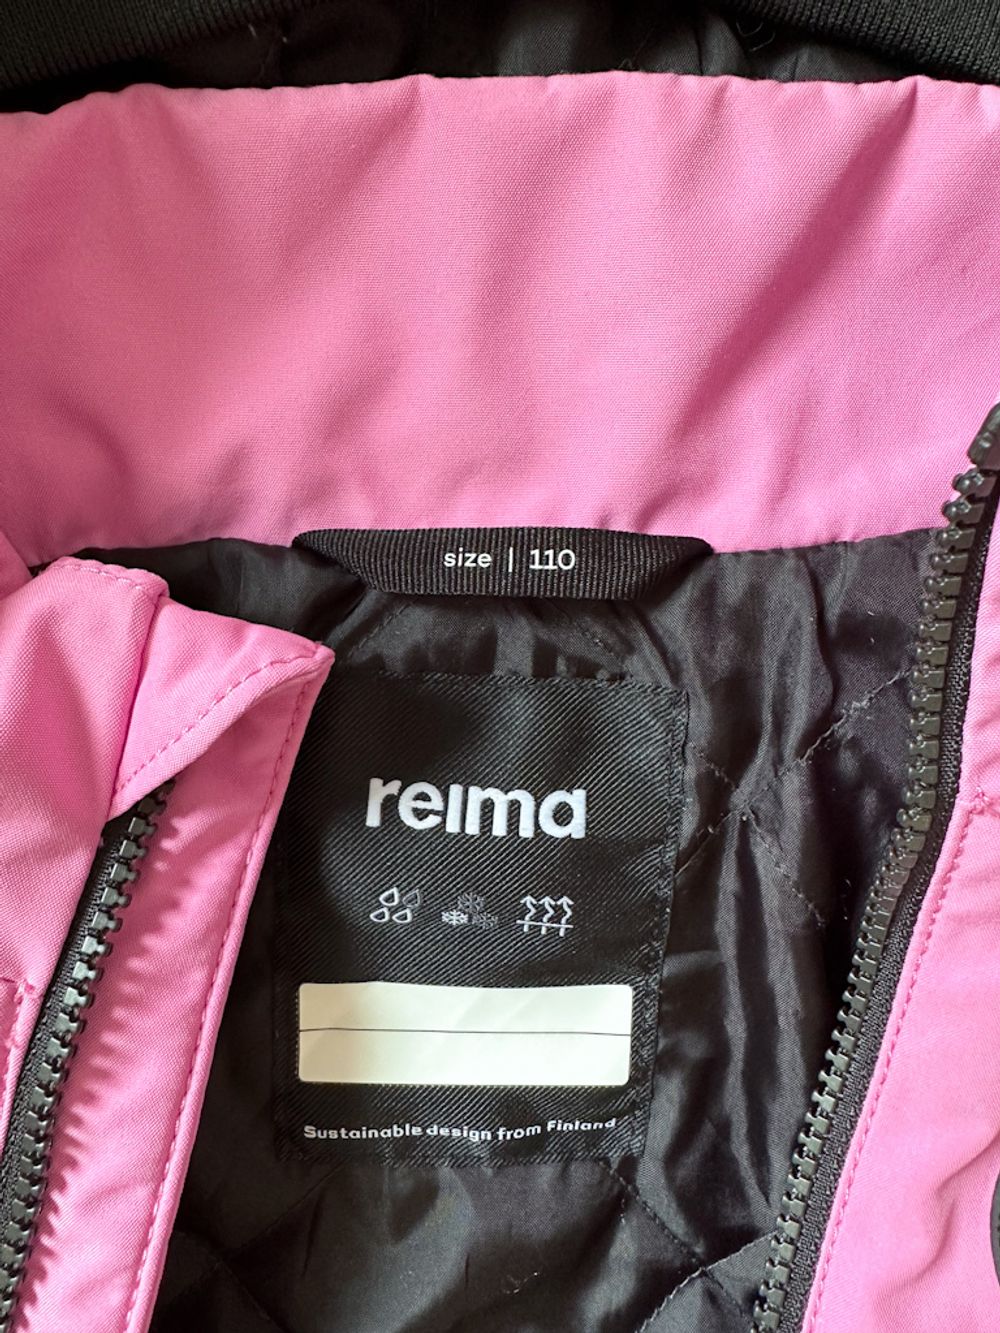 size | 110
reima
Sustainable design from Finland